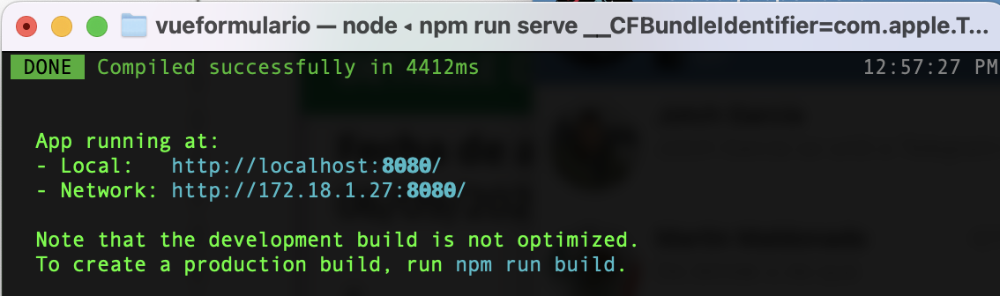 vueformulario — node ◂ npm run serve __CFBundleIdentifier=com.apple.T...
DONE Compiled successfully in 4412ms 12:57:27 PM
App running at:
- Local: http://localhost:8080/
- Network: http://172.18.1.27:8080/
Note that the development build is not optimized.
To create a production build, run npm run build.